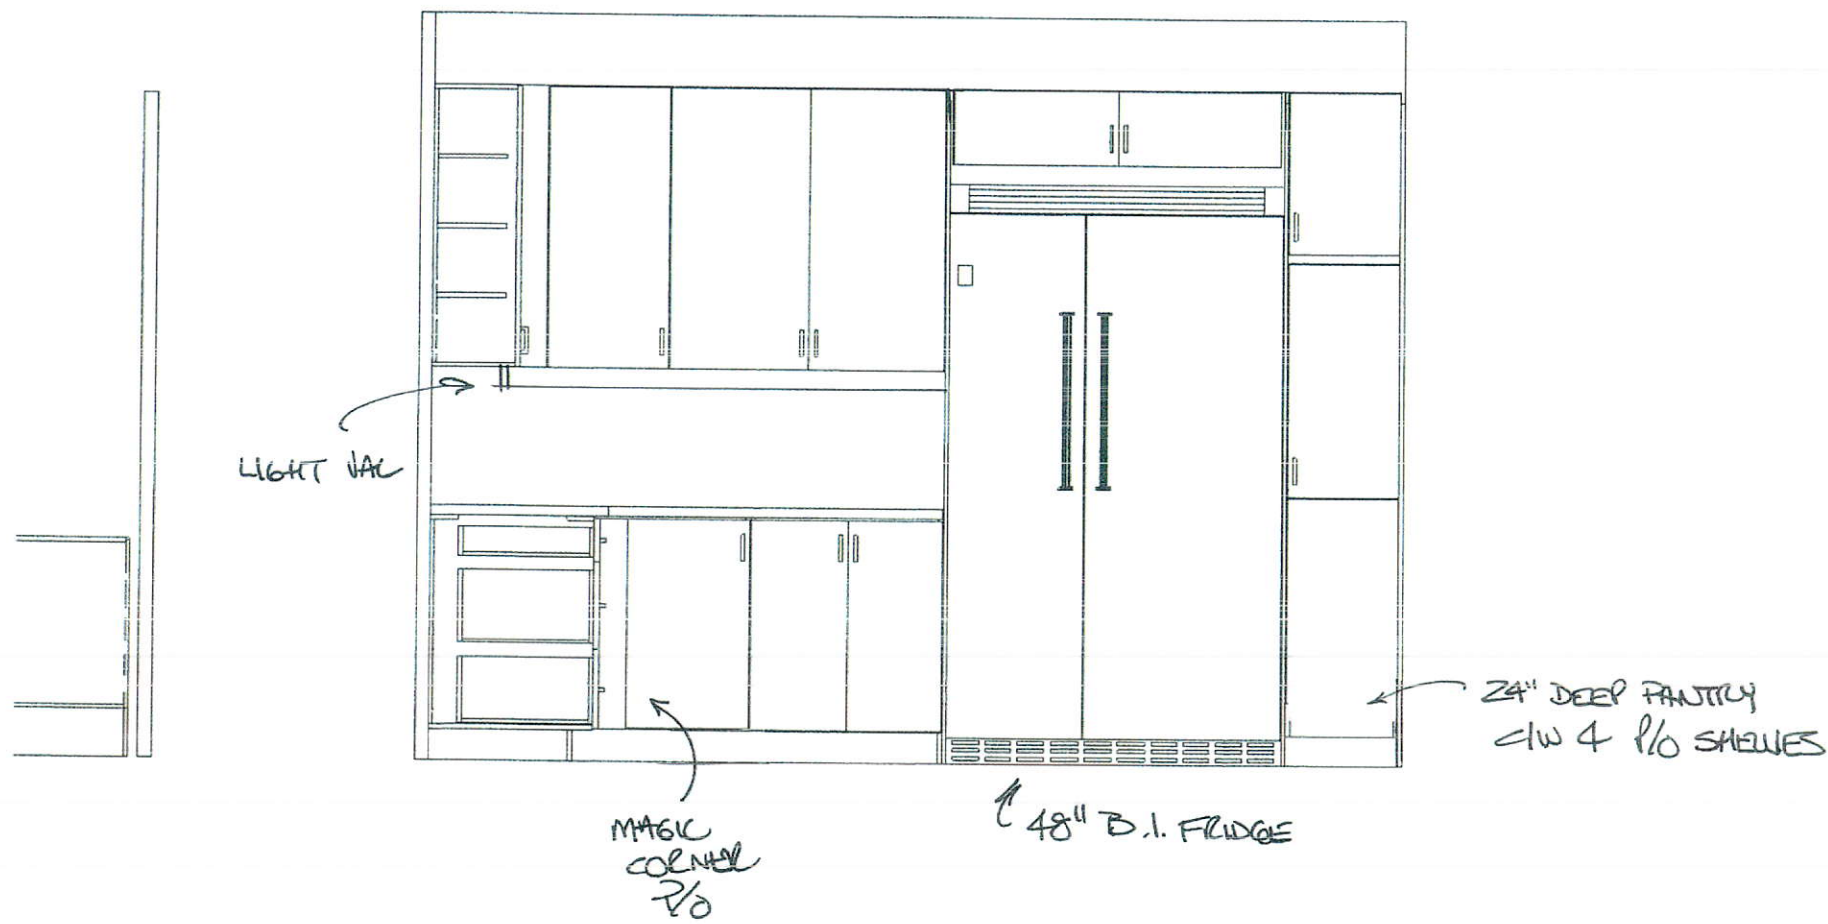 LIGHT VAL
24" DEEP PANTRY
C/W 4 P/O SHELVES
48" B.I. FRIDGE
MAGIC
CORNER
P/O